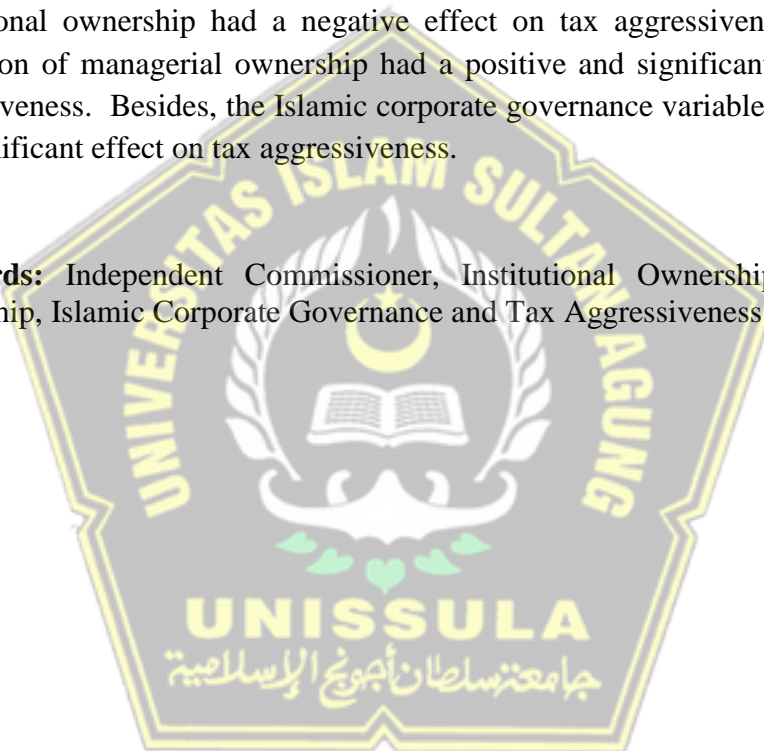 onal ownership had a negative effect on tax aggressiven
on of managerial ownership had a positive and significant
veness. Besides, the Islamic corporate governance variable
nificant effect on tax aggressiveness.
rds: Independent Commissioner, Institutional Ownership
hip, Islamic Corporate Governance and Tax Aggressiveness
UNIVERSITAS ISLAM SULTAN AGUNG
UNISSULA
جامعة سلطان أجونج الإسلامية